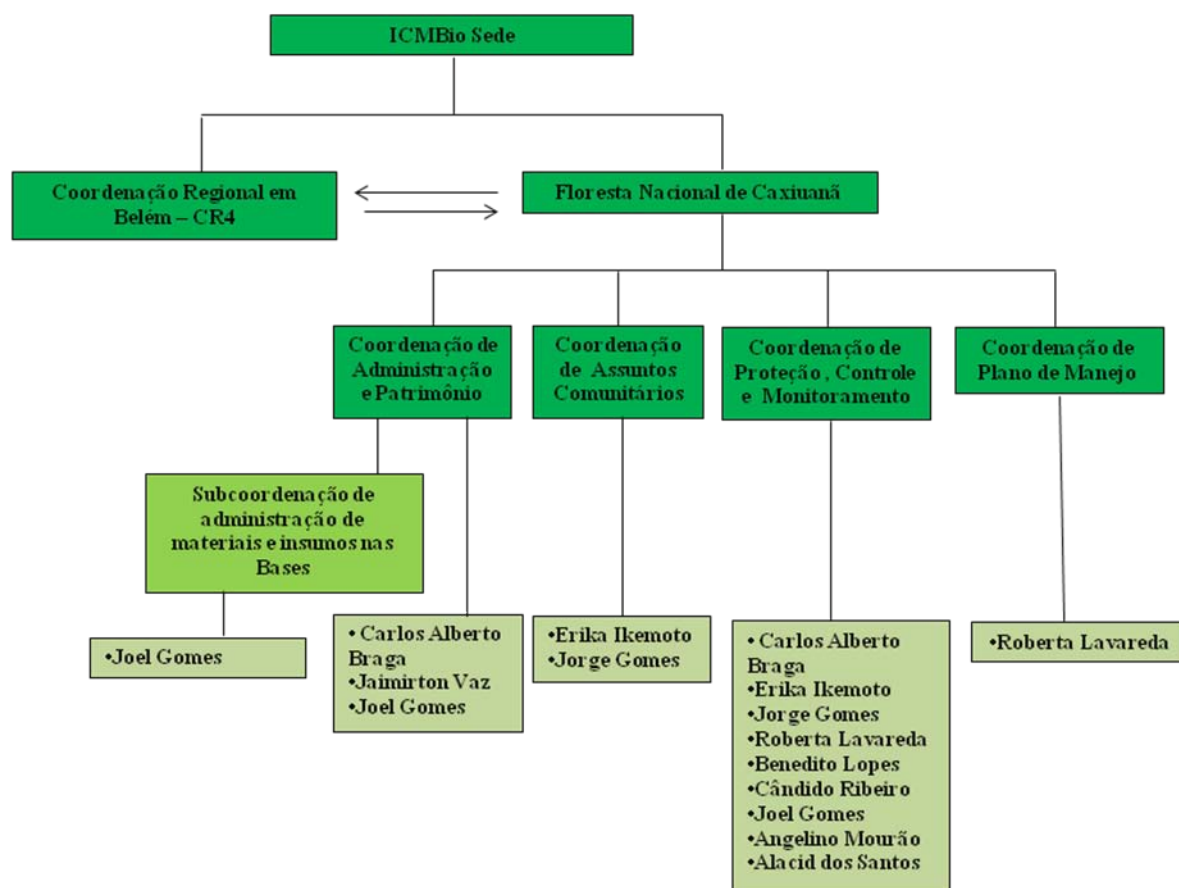 ICMBio Sede
Coordenação Regional em
Belém – CR4
Floresta Nacional de Caxiuanã
Coordenação de
Administração
e Patrimônio
Coordenação
de Assuntos
Comunitários
Coordenação de
Proteção , Controle
e Monitoramento
Coordenação de
Plano de Manejo
Subcoordenação de
administração de
materiais e insumos nas
Bases
•Joel Gomes
• Carlos Alberto
Braga
•Jaimirton Vaz
•Joel Gomes
•Erika Ikemoto
•Jorge Gomes
• Carlos Alberto
Braga
•Erika Ikemoto
•Jorge Gomes
•Roberta Lavareda
•Benedito Lopes
•Cândido Ribeiro
•Joel Gomes
•Angelino Mourão
•Alacid dos Santos
•Roberta Lavareda